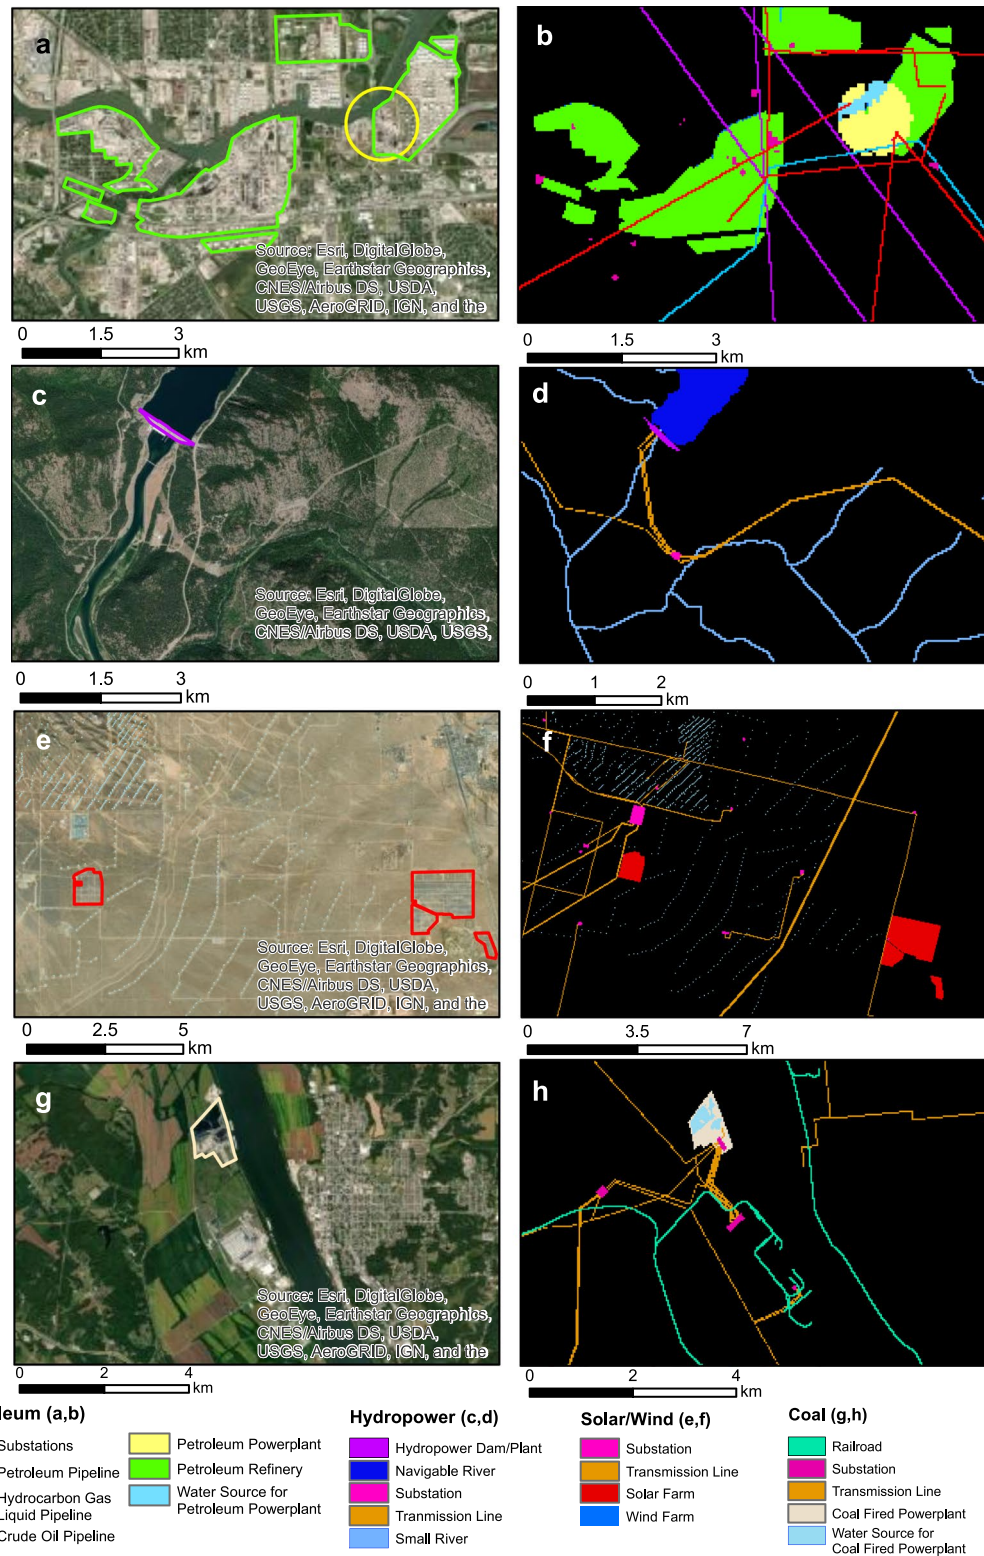 a
b
Source: Esri, DigitalGlobe,
GeoEye, Earthstar Geographics,
CNES/Airbus DS, USDA,
USGS, AeroGRID, IGN, and the
0 1.5 3
km
0 1.5 3
km
c
d
Source: Esri, DigitalGlobe,
GeoEye, Earthstar Geographics,
CNES/Airbus DS, USDA, USGS,
0 1.5 3
km
0 1 2
km
e
f
Source: Esri, DigitalGlobe,
GeoEye, Earthstar Geographics,
CNES/Airbus DS, USDA,
USGS, AeroGRID, IGN, and the
0 2.5 5
km
0 3.5 7
km
g
h
Source: Esri, DigitalGlobe,
GeoEye, Earthstar Geographics,
CNES/Airbus DS, USDA,
USGS, AeroGRID, IGN, and the
0 2 4
km
0 2 4
km
leum (a,b)
Substations
Petroleum Pipeline
Hydrocarbon Gas
Liquid Pipeline
Crude Oil Pipeline
Petroleum Powerplant
Petroleum Refinery
Water Source for
Petroleum Powerplant
Hydropower (c,d)
Hydropower Dam/Plant
Navigable River
Substation
Tranmission Line
Small River
Solar/Wind (e,f)
Substation
Transmission Line
Solar Farm
Wind Farm
Coal (g,h)
Railroad
Substation
Transmission Line
Coal Fired Powerplant
Water Source for
Coal Fired Powerplant